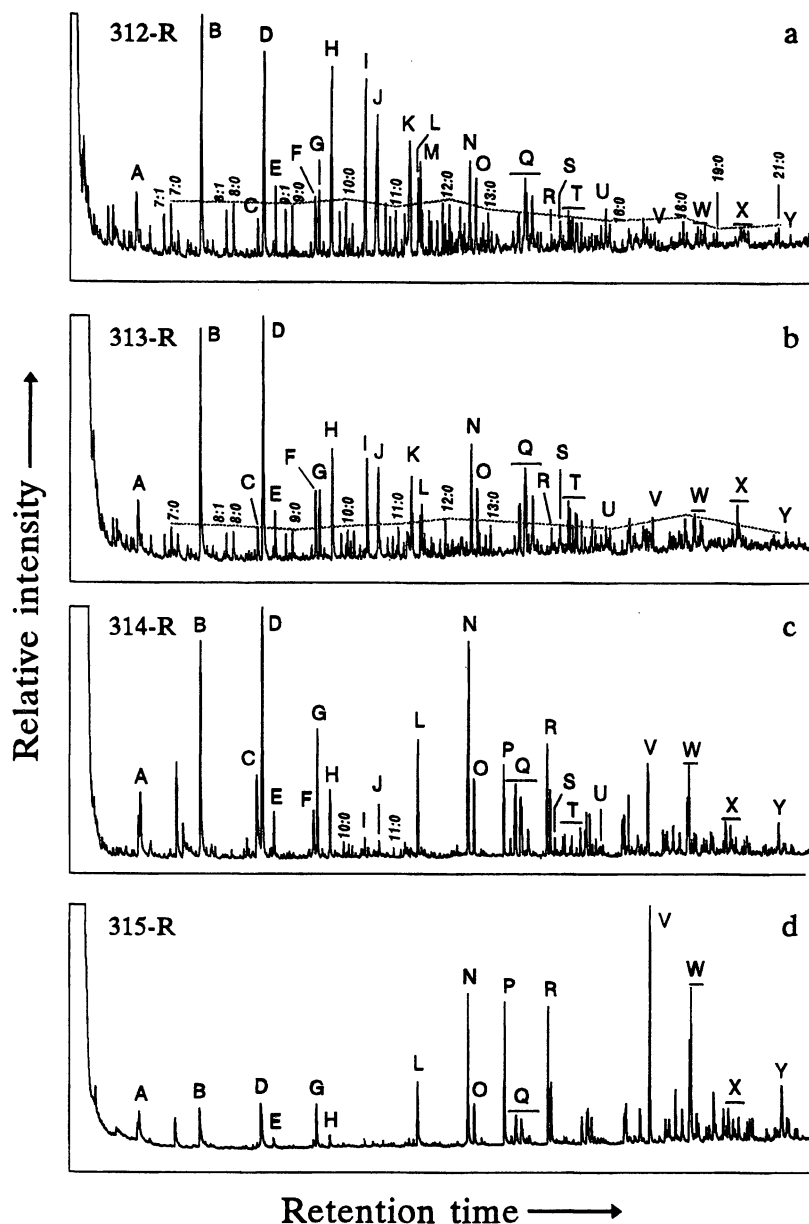 312-R
a
A
7:1
7:0
B
8:1
8:0
C
D
E
9:1
9:0
F
G
H
10:0
I
J
11:0
K
L
M
12:0
N
O
13:0
Q
R
S
T
U
16:0
V
18:0
W
19:0
X
21:0
Y
313-R
b
A
7:0
B
8:1
8:0
C
D
E
9:0
F
G
H
10:0
I
J
11:0
K
L
12:0
N
O
13:0
Q
R
S
T
U
V
W
X
Y
314-R
c
A
B
C
D
E
F
G
H
10:0
I
J
11:0
L
N
O
P
Q
R
S
T
U
V
W
X
Y
315-R
d
A
B
D
E
G
H
L
N
O
P
Q
R
V
W
X
Y
Relative intensity
Retention time